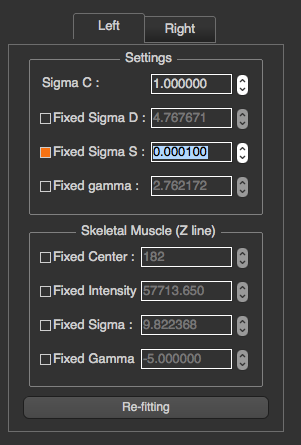 Left Right
Settings
Sigma C : 1.000000
Fixed Sigma D : 4.767671
Fixed Sigma S : 0.000100
Fixed gamma : 2.762172
Skeletal Muscle (Z line)
Fixed Center : 182
Fixed Intensity 57713.650
Fixed Sigma : 9.822368
Fixed Gamma -5.000000
Re-fitting